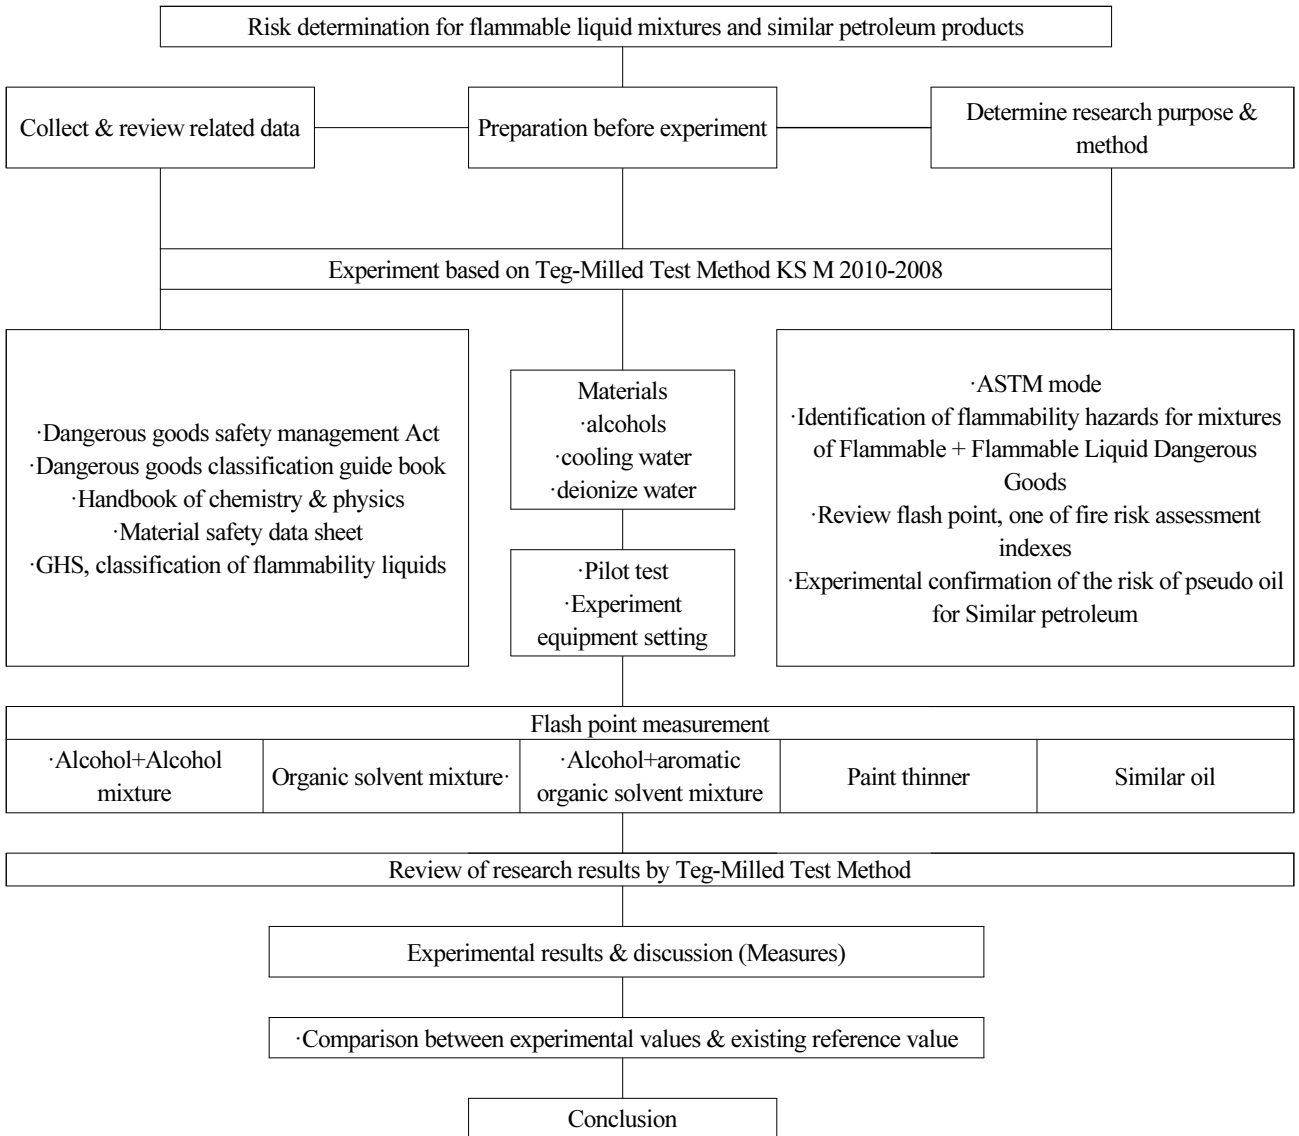 Risk determination for flammable liquid mixtures and similar petroleum products
Collect & review related data
Preparation before experiment
Determine research purpose &
method
Experiment based on Teg-Milled Test Method KS M 2010-2008
·Dangerous goods safety management Act
·Dangerous goods classification guide book
·Handbook of chemistry & physics
·Material safety data sheet
·GHS, classification of flammability liquids
Materials
·alcohols
·cooling water
·deionize water
·Pilot test
·Experiment
equipment setting
·ASTM mode
·Identification of flammability hazards for mixtures
of Flammable + Flammable Liquid Dangerous
Goods
·Review flash point, one of fire risk assessment
indexes
·Experimental confirmation of the risk of pseudo oil
for Similar petroleum
Flash point measurement
·Alcohol+Alcohol
mixture
Organic solvent mixture·
·Alcohol+aromatic
organic solvent mixture
Paint thinner
Similar oil
Review of research results by Teg-Milled Test Method
Experimental results & discussion (Measures)
·Comparison between experimental values & existing reference value
Conclusion